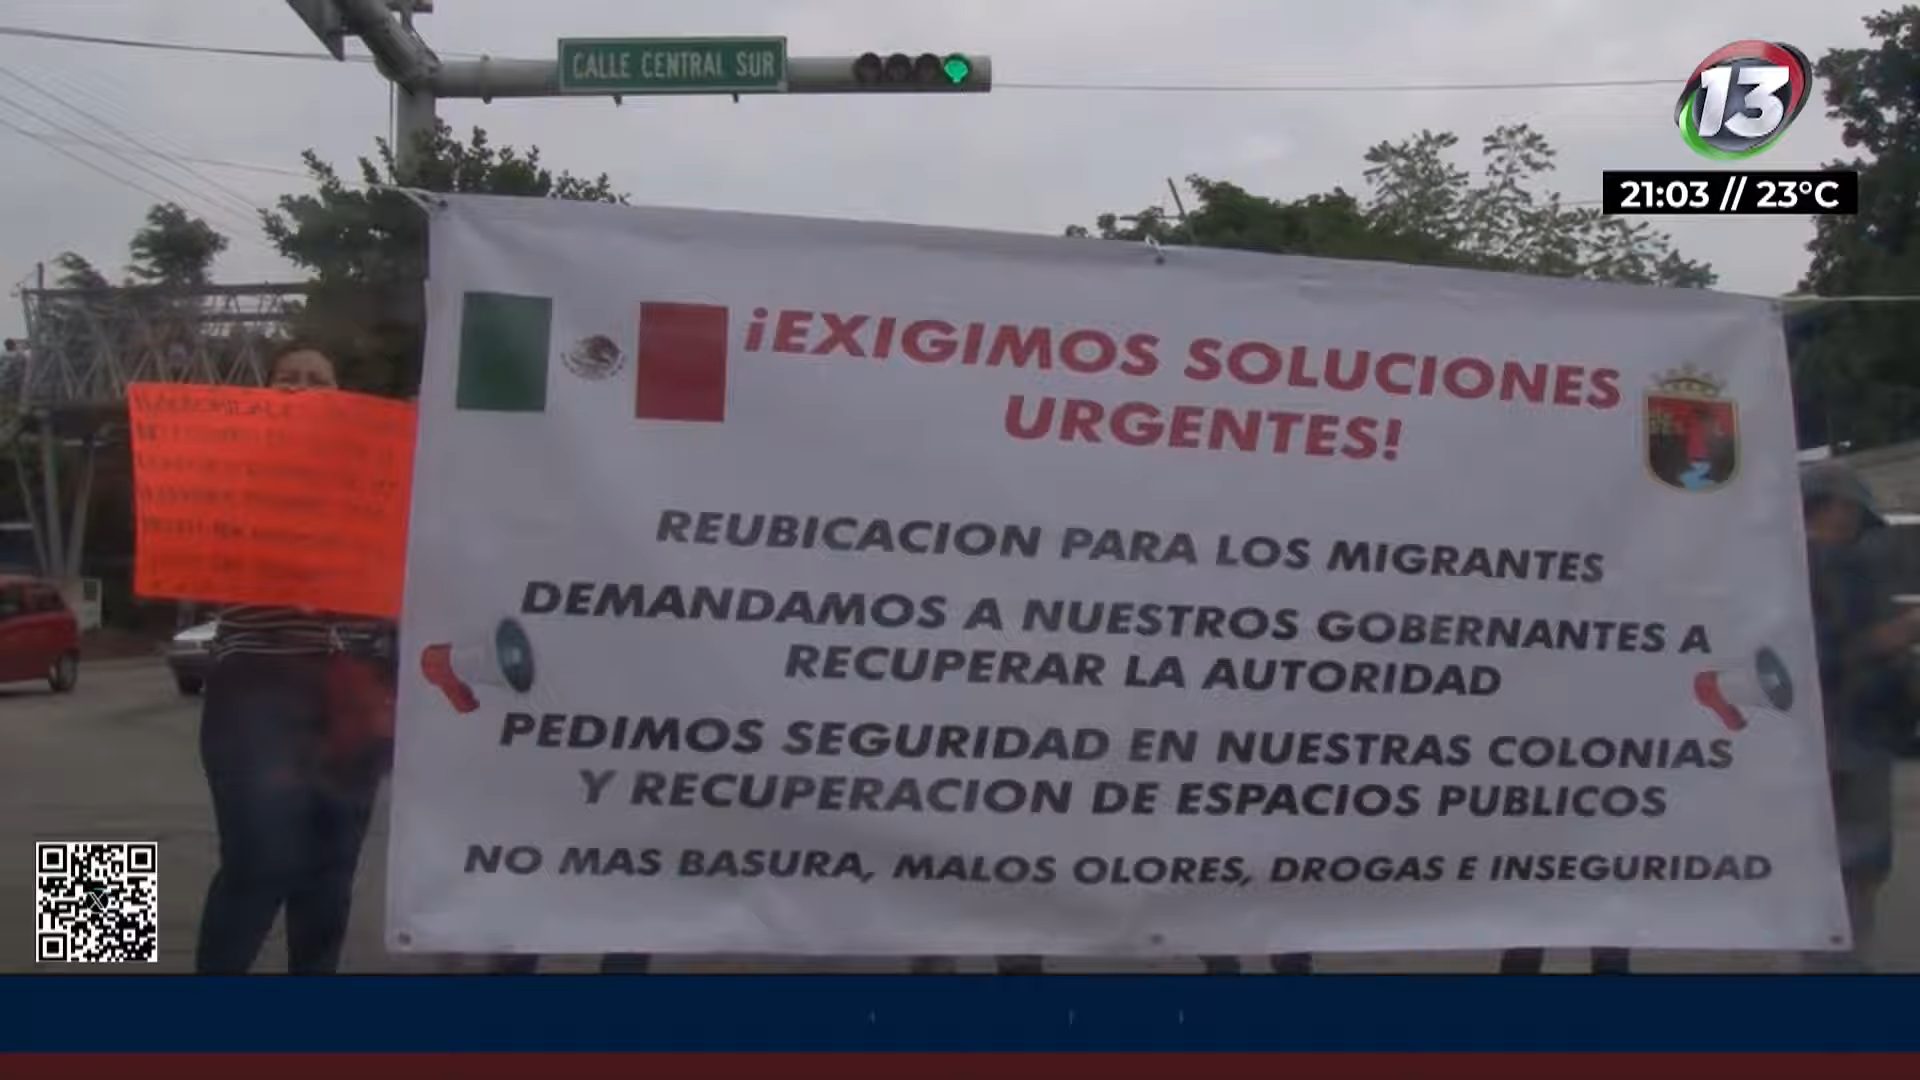 CALLE CENTRAL SUR
13
21:03 // 23°C
¡EXIGIMOS SOLUCIONES
URGENTES!
REUBICACION PARA LOS MIGRANTES
DEMANDAMOS A NUESTROS GOBERNANTES A
RECUPERAR LA AUTORIDAD
PEDIMOS SEGURIDAD EN NUESTRAS COLONIAS
Y RECUPERACION DE ESPACIOS PUBLICOS
NO MAS BASURA, MALOS OLORES, DROGAS E INSEGURIDAD